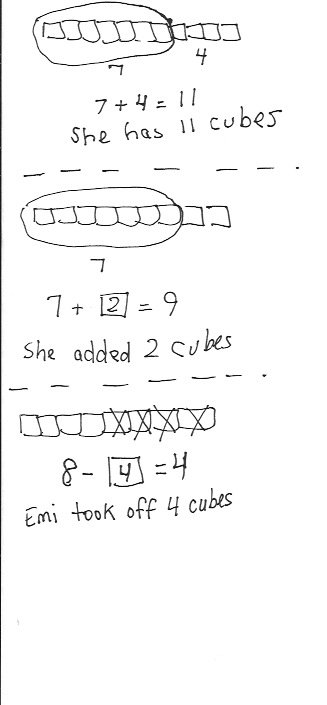 7 4
7 + 4 = 11
She has 11 cubes
7
7 + 2 = 9
She added 2 cubes
8 - 4 = 4
Emi took off 4 cubes